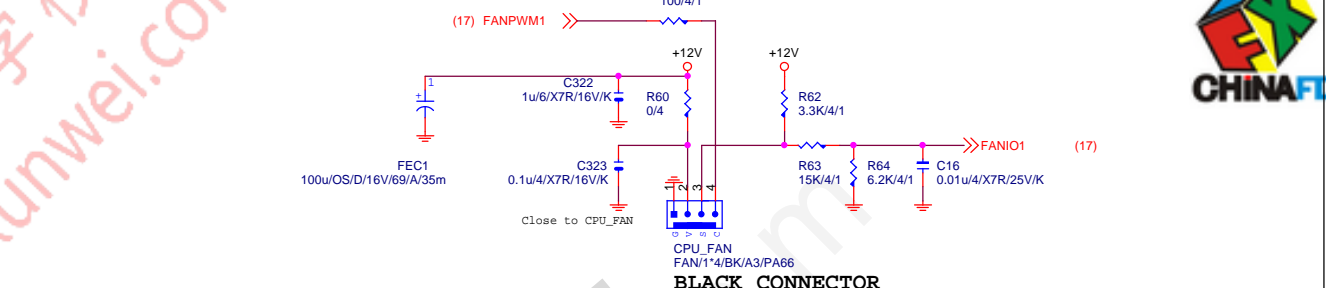 100/4/1
(17) FANPWM1
+12V
+12V
1
C322
1u/6/X7R/16V/K
R60
0/4
R62
3.3K/4/1
+
FANIO1
(17)
FEC1
100u/OS/D/16V/69/A/35m
C323
0.1u/4/X7R/16V/K
R63
15K/4/1
R64
6.2K/4/1
C16
0.01u/4/X7R/25V/K
1 2 3 4
Close to CPU_FAN
G V S C
CPU_FAN
FAN/1*4/BK/A3/PA66
BLACK CONNECTOR
CHiNAFi
unwei.co
m